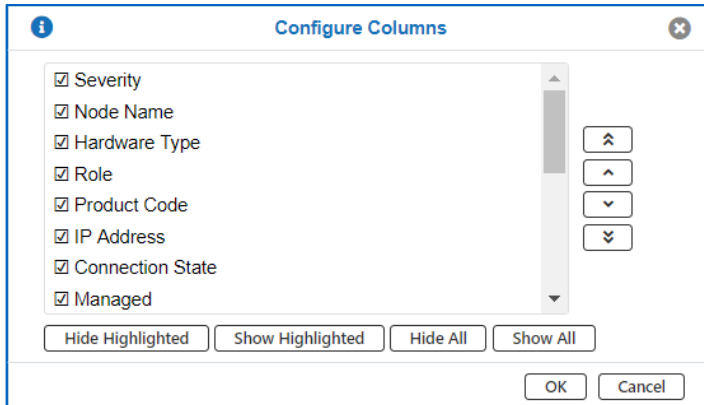 Configure Columns
Severity
Node Name
Hardware Type
Role
Product Code
IP Address
Connection State
Managed
Hide Highlighted Show Highlighted Hide All Show All
OK Cancel